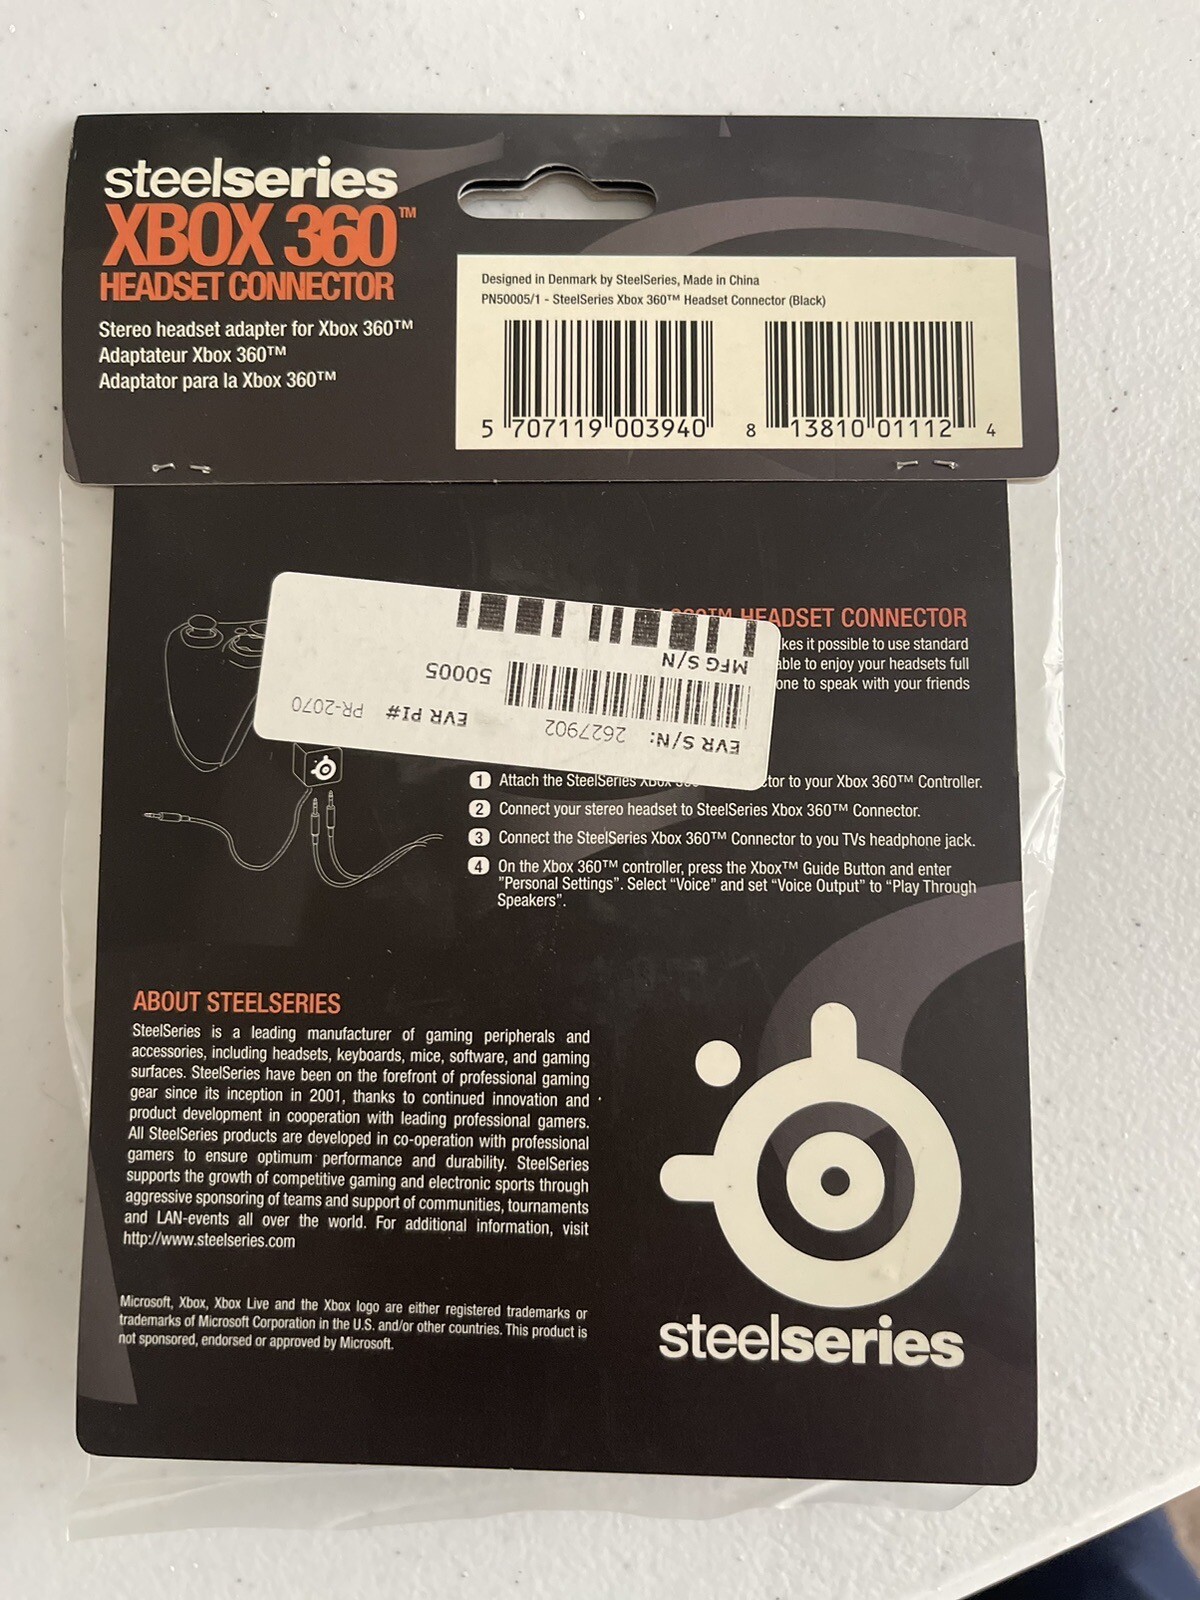 steelseries
XBOX 360™
HEADSET CONNECTOR
Stereo headset adapter for Xbox 360™
Adaptateur Xbox 360™
Adaptator para la Xbox 360™
Designed in Denmark by SteelSeries, Made in China
PN50005/1 - SteelSeries Xbox 360™ Headset Connector (Black)
5 707119 003940
8 13810 01112 4
HEADSET CONNECTOR
it possible to use standard
to enjoy your headsets full
to speak with your friends
MFG S/N
50005
EVR PI# PR-2070
EVR S/N: 2627902
1 Attach the SteelSeries to your Xbox 360™ Controller.
2 Connect your stereo headset to SteelSeries Xbox 360™ Connector.
3 Connect the SteelSeries Xbox 360™ Connector to you TVs headphone jack.
4 On the Xbox 360™ controller, press the Xbox™ Guide Button and enter
"Personal Settings". Select “Voice” and set “Voice Output” to “Play Through
Speakers”.
ABOUT STEELSERIES
SteelSeries is a leading manufacturer of gaming peripherals and
accessories, including headsets, keyboards, mice, software, and gaming
surfaces. SteelSeries have been on the forefront of professional gaming
gear since its inception in 2001, thanks to continued innovation and
product development in cooperation with leading professional gamers.
All SteelSeries products are developed in co-operation with professional
gamers to ensure optimum performance and durability. SteelSeries
supports the growth of competitive gaming and electronic sports through
aggressive sponsoring of teams and support of communities, tournaments
and LAN-events all over the world. For additional information, visit
http://www.steelseries.com
Microsoft, Xbox, Xbox Live and the Xbox logo are either registered trademarks or
trademarks of Microsoft Corporation in the U.S. and/or other countries. This product is
not sponsored, endorsed or approved by Microsoft.
steelseries